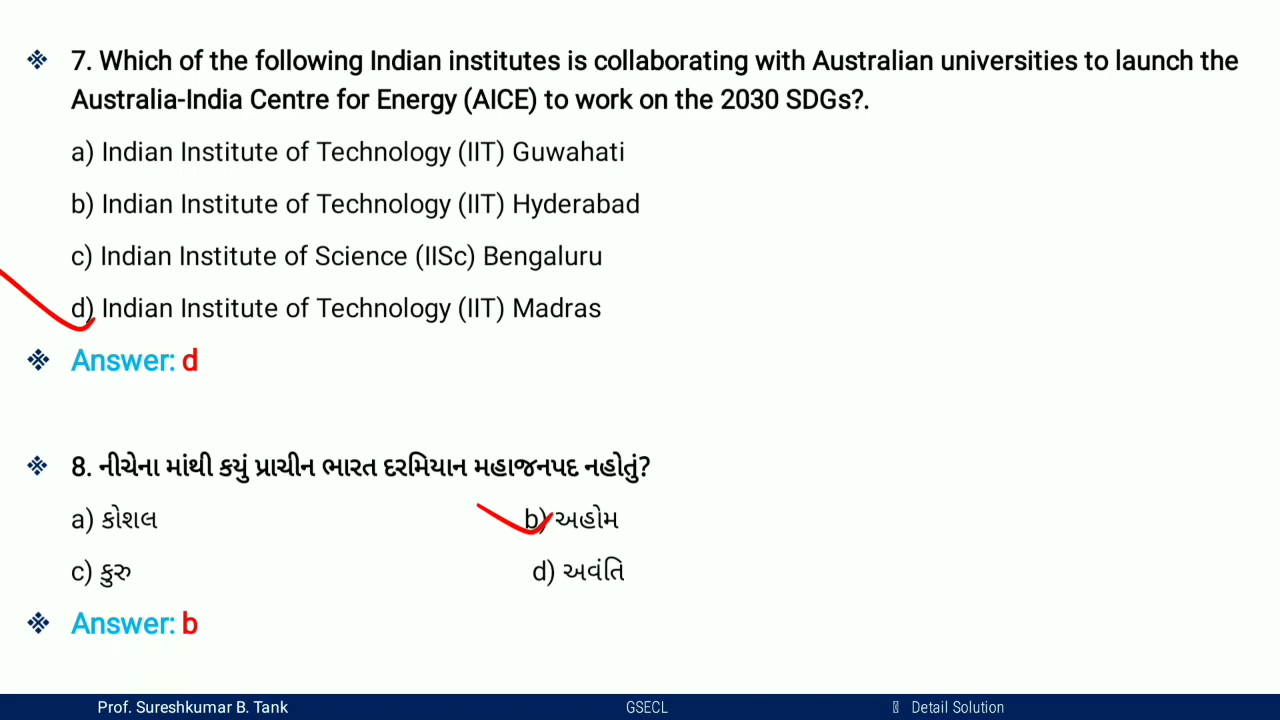 7. Which of the following Indian institutes is collaborating with Australian universities to launch the
Australia-India Centre for Energy (AICE) to work on the 2030 SDGs?.
a) Indian Institute of Technology (IIT) Guwahati
b) Indian Institute of Technology (IIT) Hyderabad
c) Indian Institute of Science (IISc) Bengaluru
d) Indian Institute of Technology (IIT) Madras
Answer: d
8. નીચેના માંથી કયું પ્રાચીન ભારત દરમિયાન મહાજનપદ નહોતું?
a) કોશલ b) અહોમ
c) કુરુ d) અવંતિ
Answer: b
Prof. Sureshkumar B. Tank GSECL Detail Solution